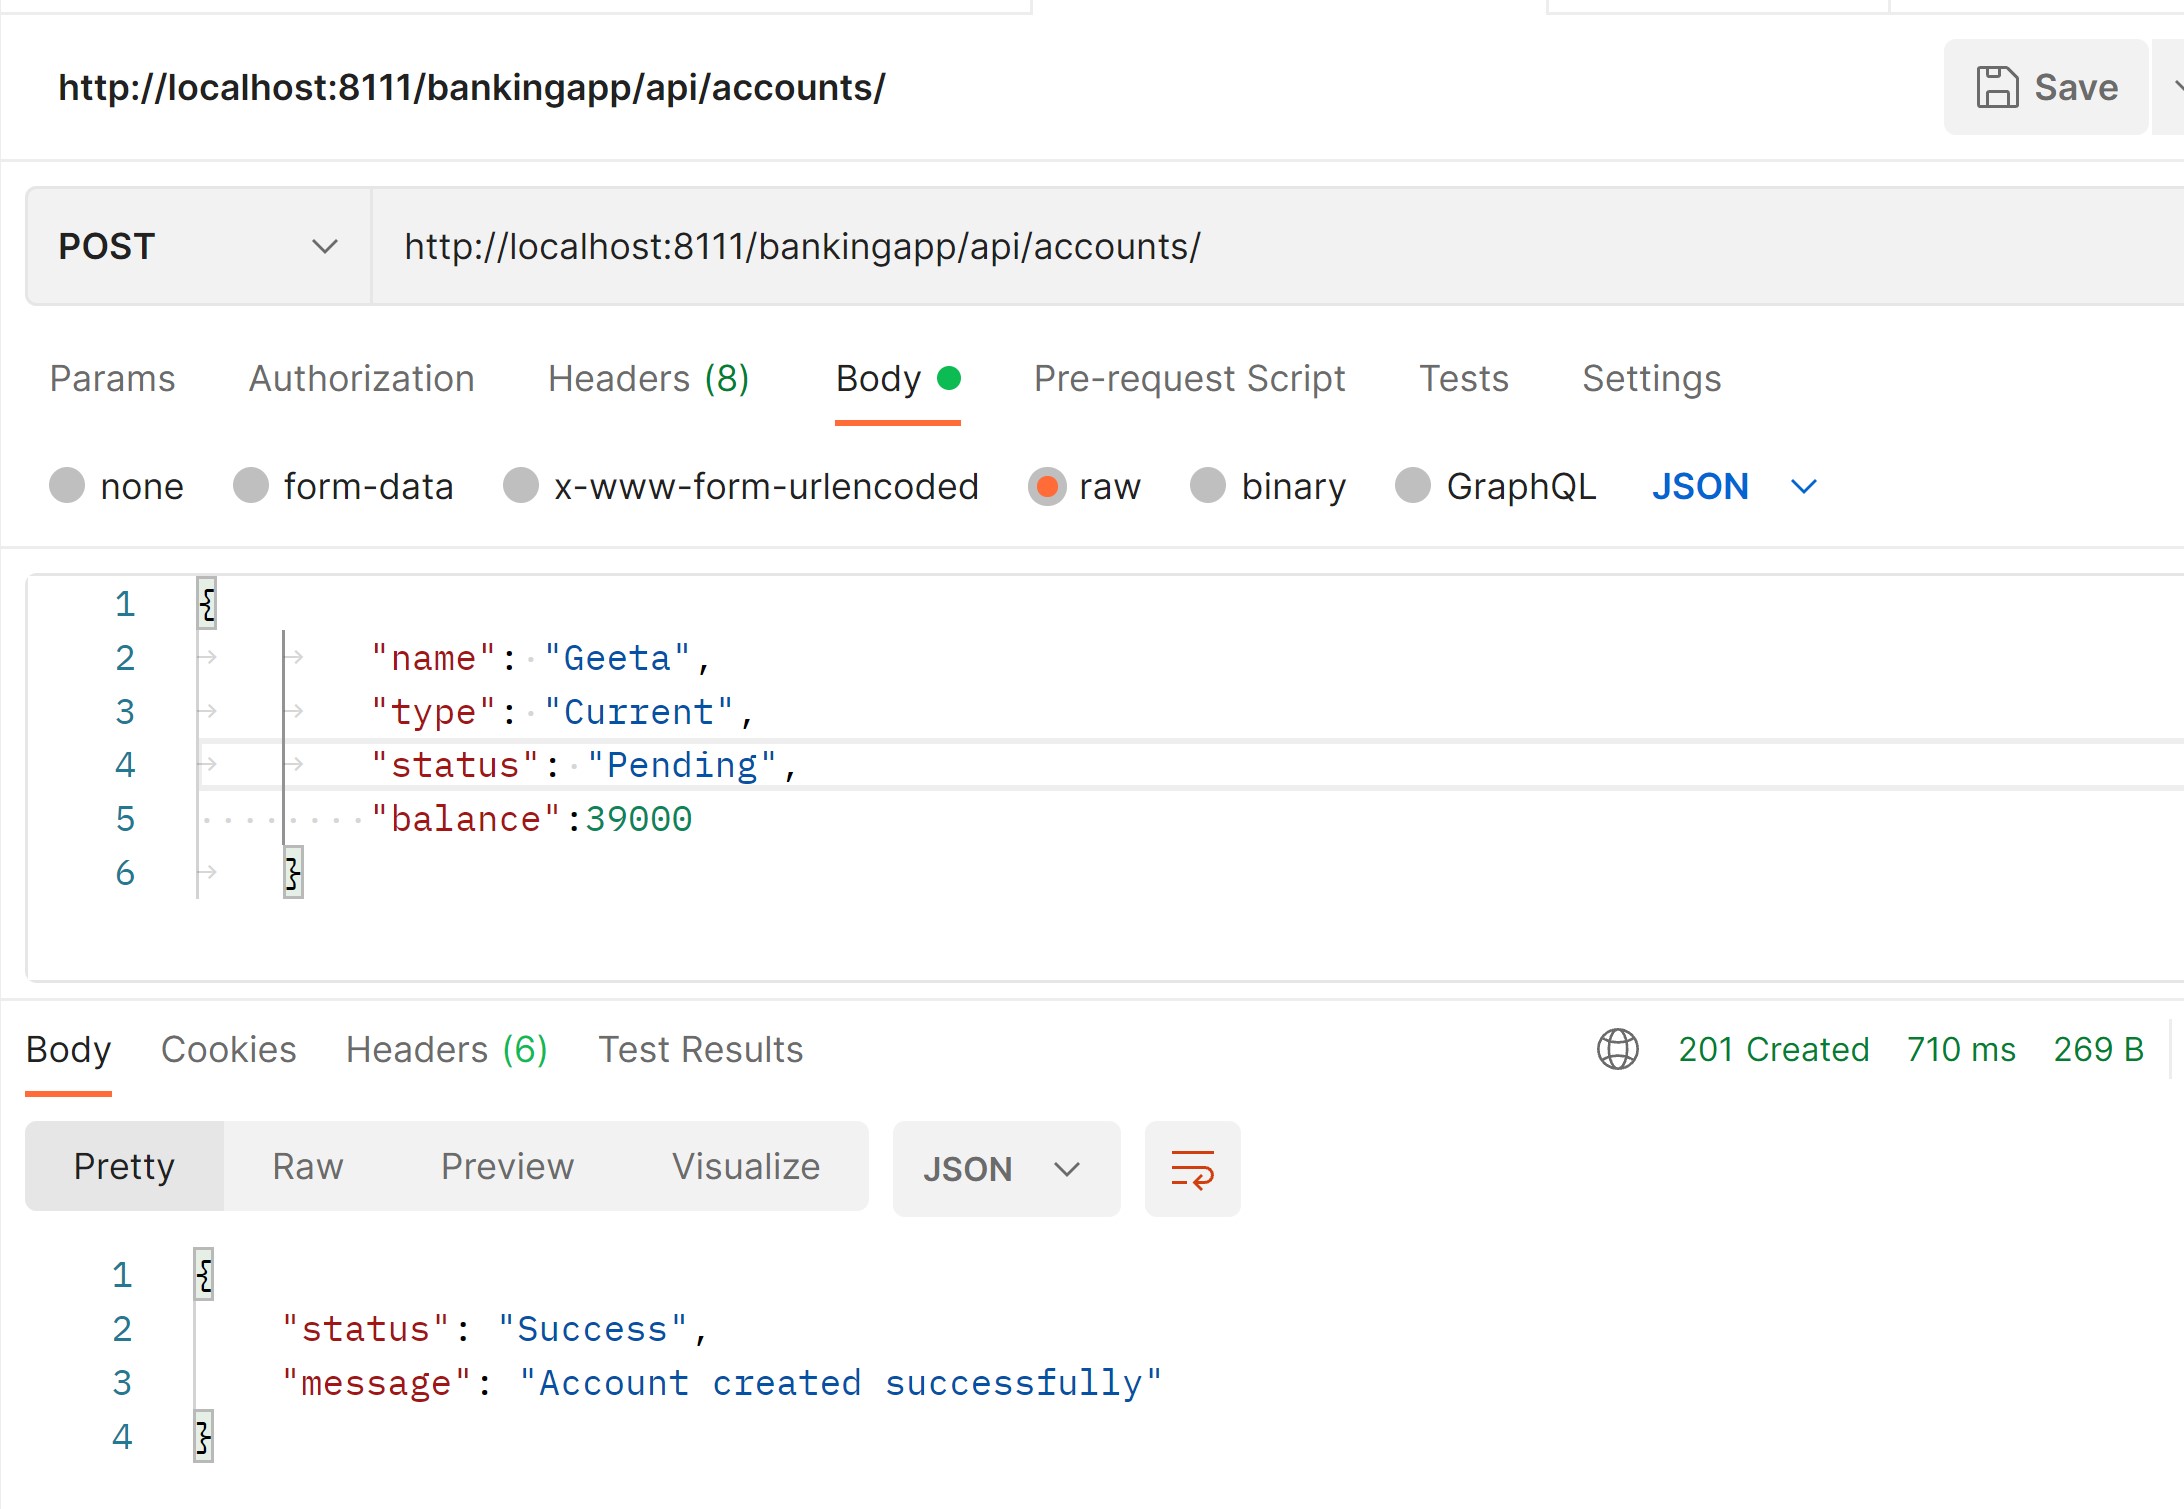 http://localhost:8111/bankingapp/api/accounts/
Save
POST
http://localhost:8111/bankingapp/api/accounts/
Params Authorization Headers (8) Body Pre-request Script Tests Settings
none form-data x-www-form-urlencoded raw binary GraphQL JSON
1 {
2 "name": "Geeta",
3 "type": "Current",
4 "status": "Pending",
5 "balance":39000
6 }
Body Cookies Headers (6) Test Results 201 Created 710 ms 269 B
Pretty Raw Preview Visualize JSON
1 {
2 "status": "Success",
3 "message": "Account created successfully"
4 }